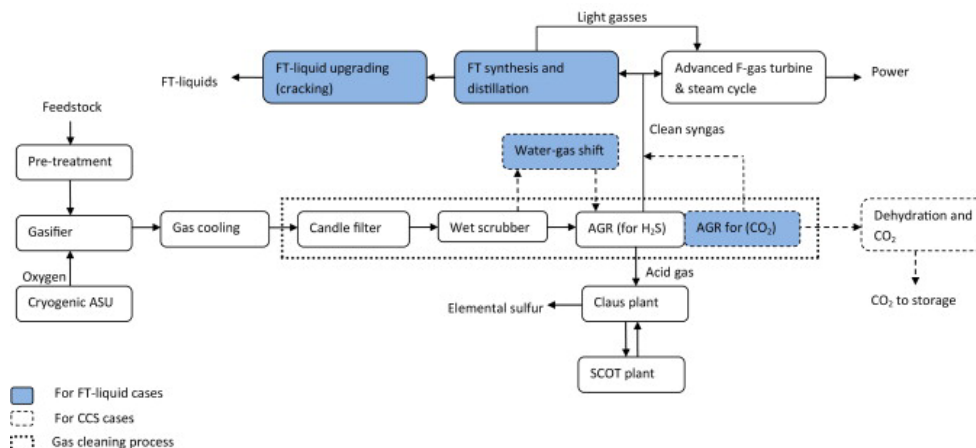 Light gasses
FT-liquids
FT-liquid upgrading
(cracking)
FT synthesis and
distillation
Advanced F-gas turbine
& steam cycle
Power
Feedstock
Clean syngas
Water-gas shift
Pre-treatment
Gasifier
Gas cooling
Candle filter
Wet scrubber
AGR (for H₂S)
AGR for (CO₂)
Dehydration and
CO₂
Oxygen
Cryogenic ASU
Acid gas
CO₂ to storage
Elemental sulfur
Claus plant
SCOT plant
For FT-liquid cases
For CCS cases
Gas cleaning process